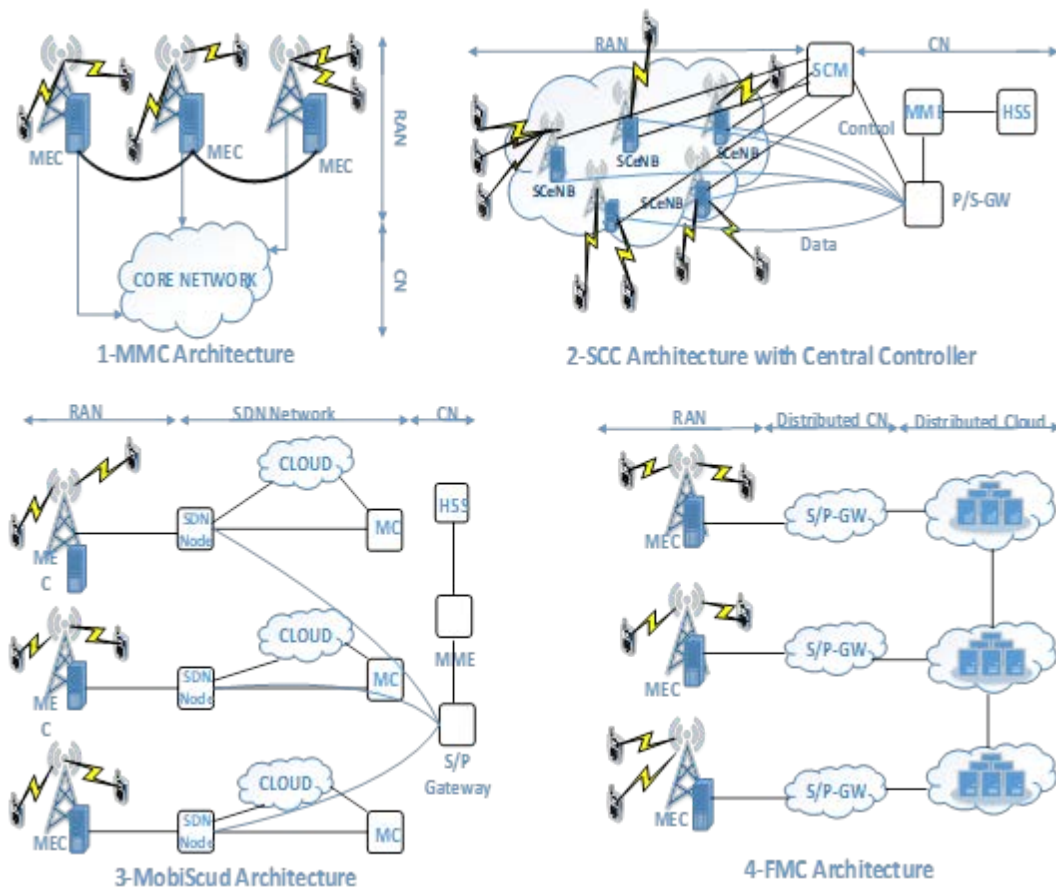 MEC
MEC
MEC
CORE NETWORK
RAN
CN
1-MMC Architecture
RAN
CN
SCM
MME
HSS
Control
SCeNB
SCeNB
SCeNB
SCeNB
P/S-GW
Data
2-SCC Architecture with Central Controller
RAN
SDN Network
CN
CLOUD
HSS
SDN
Node
MC
ME
C
CLOUD
MME
SDN
Node
MC
ME
C
S/P
Gateway
CLOUD
SDN
Node
MC
MEC
3-MobiScud Architecture
RAN
Distributed CN
Distributed Cloud
S/P-GW
MEC
S/P-GW
MEC
S/P-GW
MEC
4-FMC Architecture